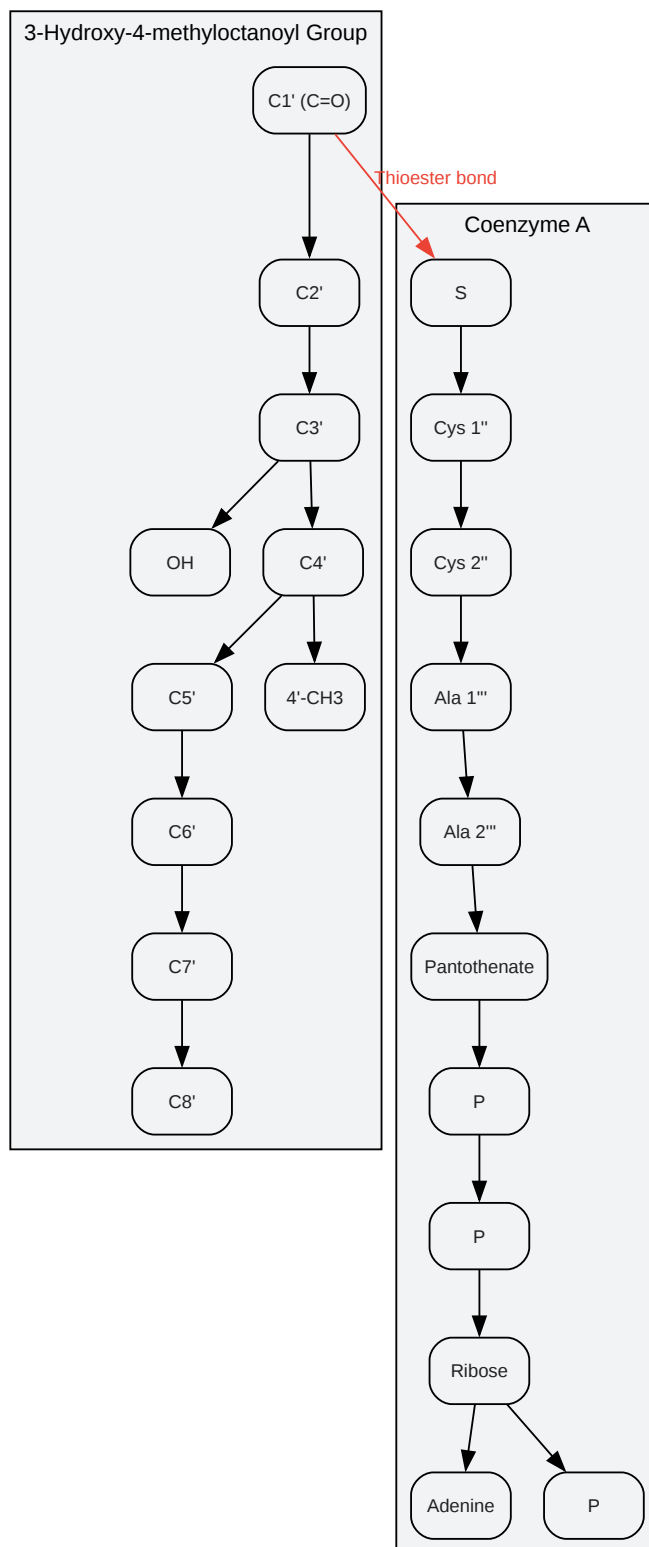 3-Hydroxy-4-methyloctanoyl Group
C1' (C=O)
Thioester bond
Coenzyme A
C2'
S
C3'
Cys 1''
OH
C4'
Cys 2''
C5'
4'-CH3
Ala 1'''
C6'
Ala 2'''
C7'
Pantothenate
C8'
P
P
Ribose
Adenine
P